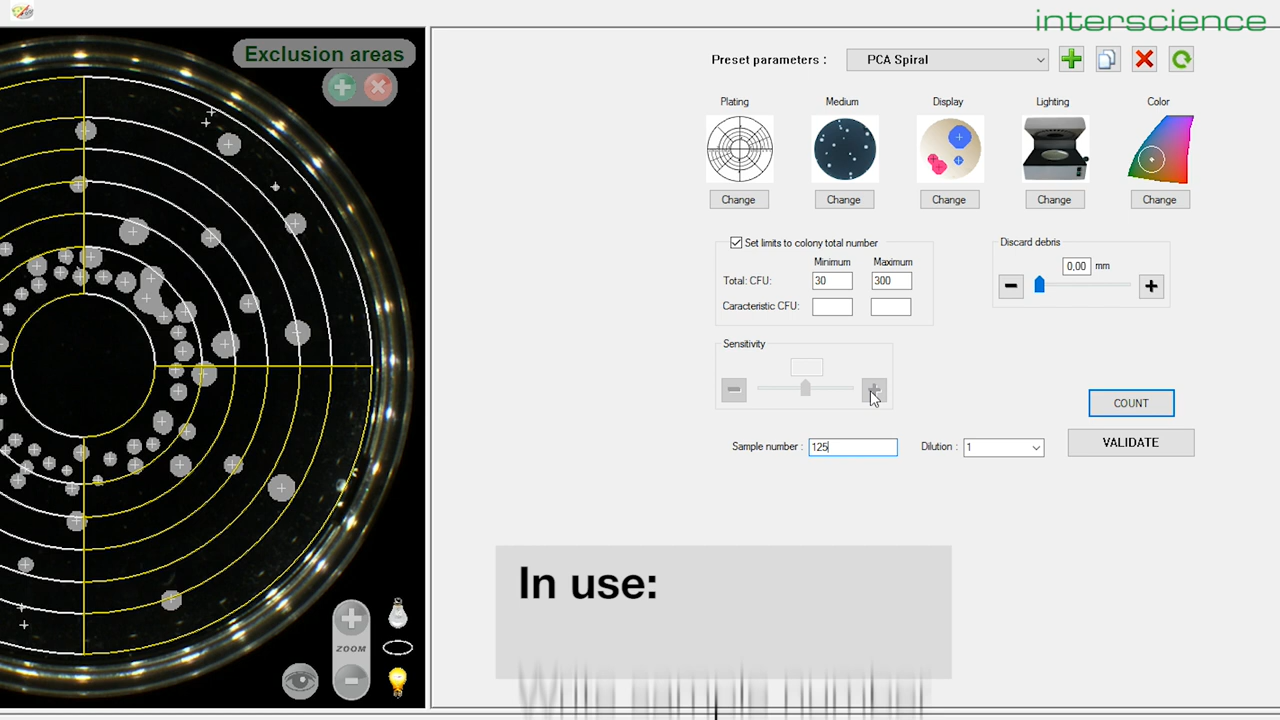 interscience
Exclusion areas
Preset parameters : PCA Spiral
Plating Medium Display Lighting Color
Change Change Change Change Change
Set limits to colony total number
Minimum Maximum
Total: CFU: 30 300
Caracteristic CFU:
Discard debris
0,00 mm
Sensitivity
COUNT
Sample number : 125 Dilution : 1
VALIDATE
In use:
ZOOM